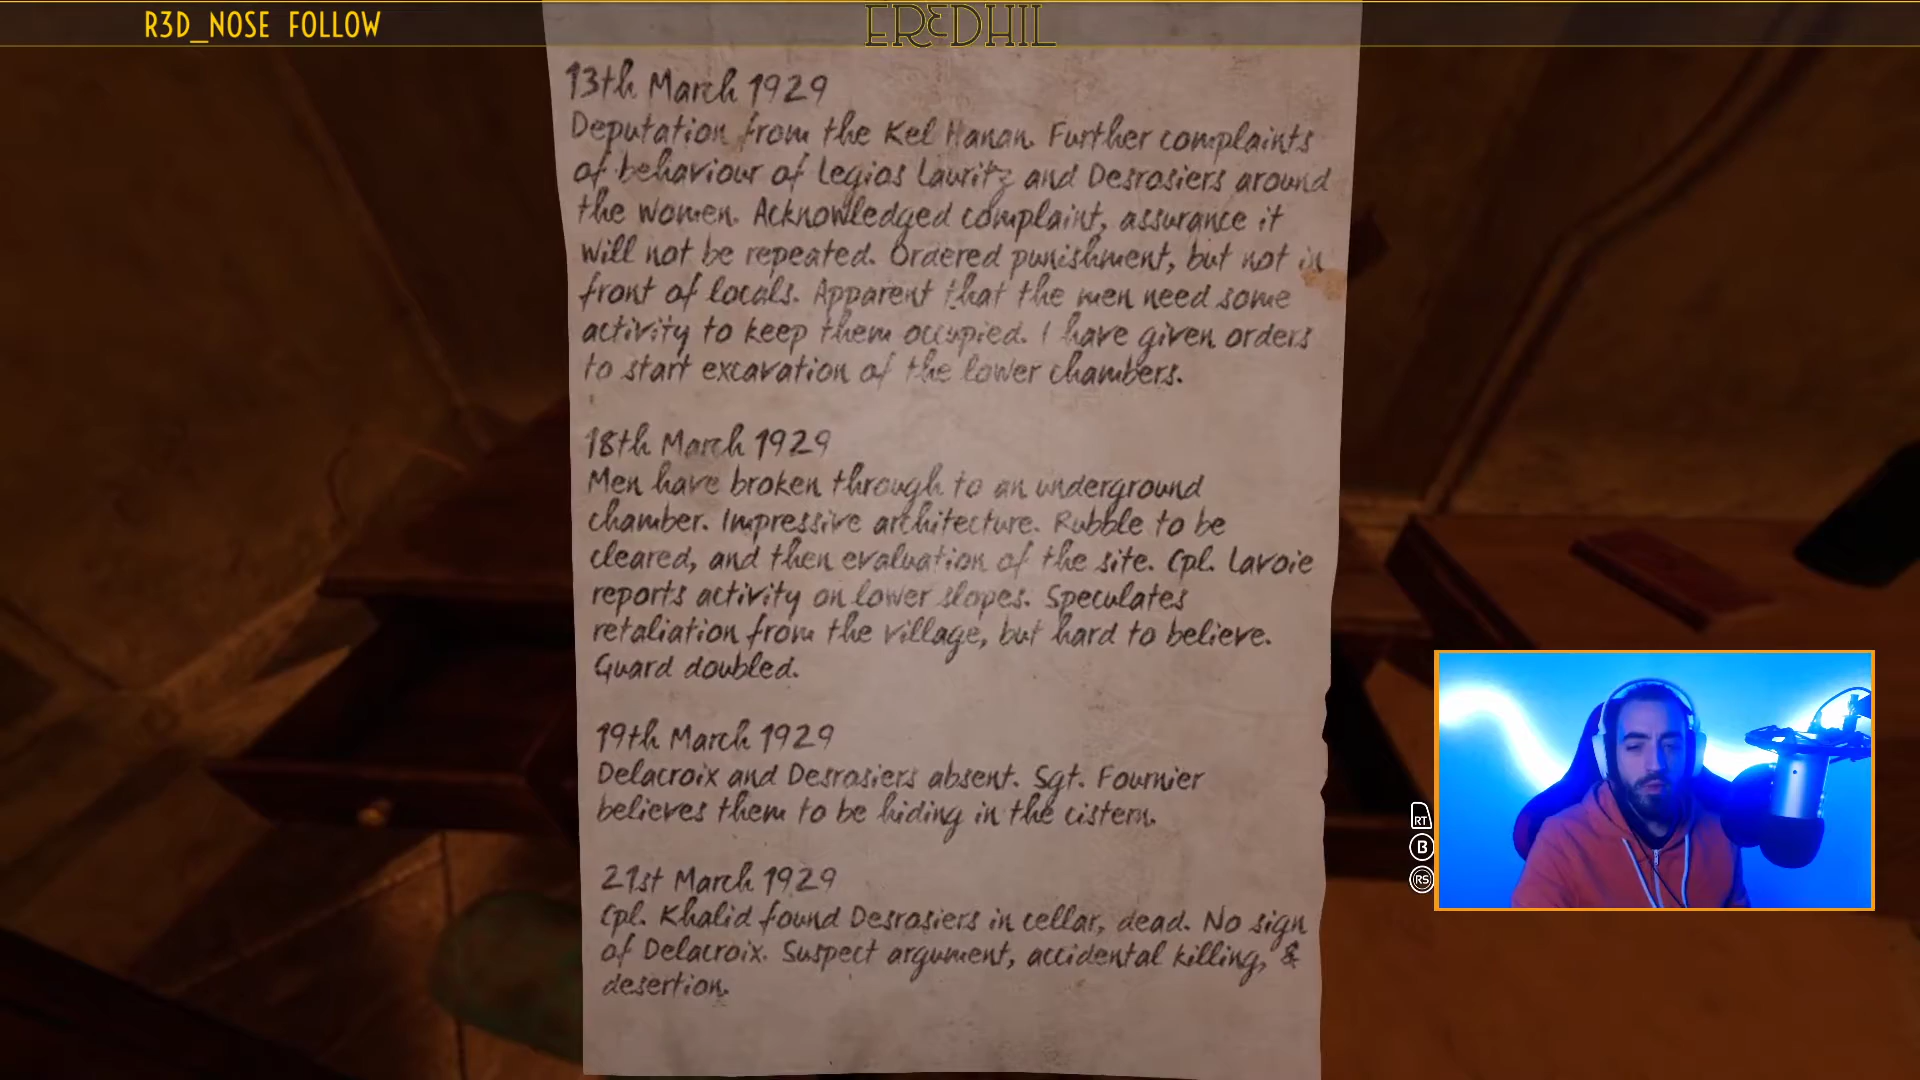 R3D_NOSE FOLLOW
EREDHIL
13th March 1929
Deputation from the Kel Hanan. Further complaints
of behaviour of Legios Lauritz and Desrosiers around
the women. Acknowledged complaint, assurance it
will not be repeated. Ordered punishment, but not in
front of locals. Apparent that the men need some
activity to keep them occupied. I have given orders
to start excavation of the lower chambers.
18th March 1929
Men have broken through to an underground
chamber. Impressive architecture. Rubble to be
cleared, and then evaluation of the site. Cpl. Lavoie
reports activity on lower slopes. Speculates
retaliation from the village, but hard to believe.
Guard doubled.
19th March 1929
Delacroix and Desrosiers absent. Sgt. Fournier
believes them to be hiding in the cistern.
21st March 1929
Cpl. Khalid found Desrosiers in cellar, dead. No sign
of Delacroix. Suspect argument, accidental killing, &
desertion.
RT
B
RS